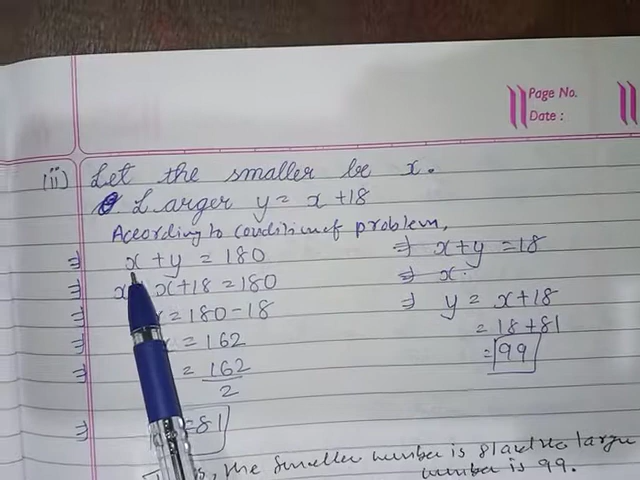 Page No.
Date :
(ii) Let the smaller be x.
Larger y = x +18
According to condition of problem,
⇒ x + y = 180
⇒ x + 18 = 180
= 180 - 18
= 162
⇒ = 162/2
⇒ = 81
⇒ x + y = 18
⇒ x
⇒ y = x + 18
= 18 + 81
= 99
, the smaller number is 81 and the large
number is 99.